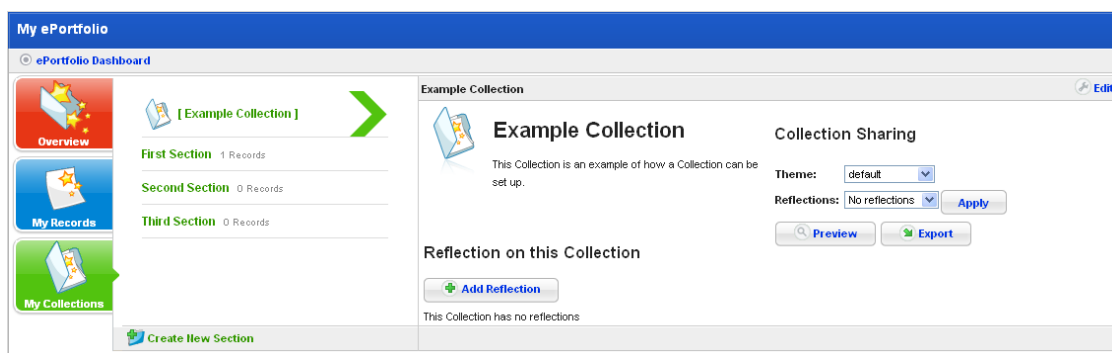 My ePortfolio
ePortfolio Dashboard
Overview
My Records
My Collections
[ Example Collection ]
First Section 1 Records
Second Section 0 Records
Third Section 0 Records
Create New Section
Example Collection
Edit
Example Collection
This Collection is an example of how a Collection can be
set up.
Collection Sharing
Theme: default
Reflections: No reflections Apply
Preview Export
Reflection on this Collection
Add Reflection
This Collection has no reflections